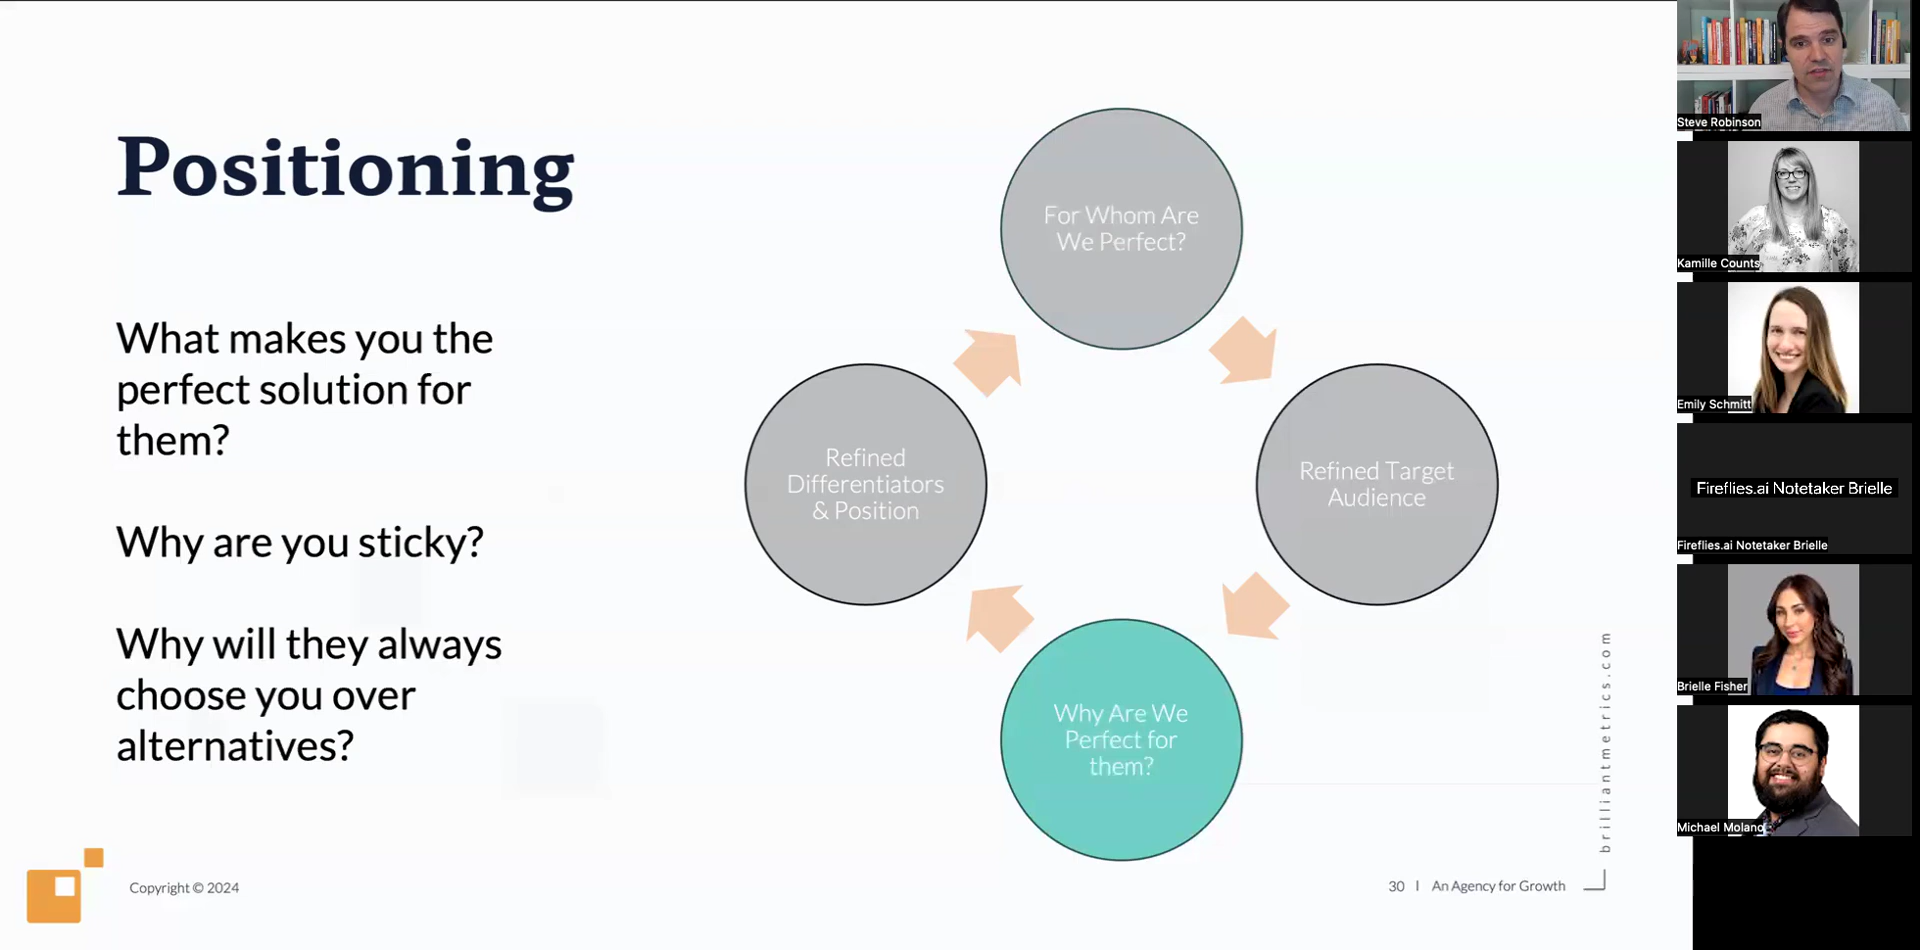 Positioning
What makes you the
perfect solution for
them?
Why are you sticky?
Why will they always
choose you over
alternatives?
For Whom Are
We Perfect?
Refined Target
Audience
Why Are We
Perfect for
them?
Refined
Differentiators
& Position
brilliantmetrics.com
Copyright © 2024
30 | An Agency for Growth
Steve Robinson
Kamille Counts
Emily Schmitt
Fireflies.ai Notetaker Brielle
Fireflies.ai Notetaker Brielle
Brielle Fisher
Michael Molano